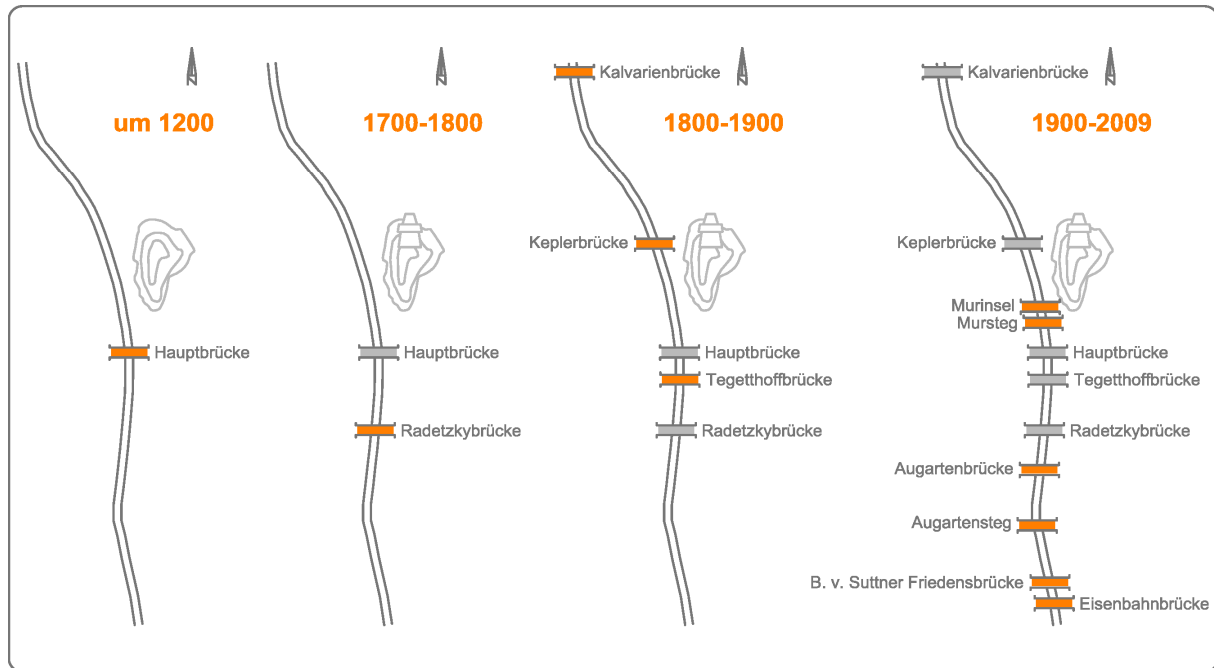 um 1200
Hauptbrücke
1700-1800
Hauptbrücke
Radetzkybrücke
Kalvarienbrücke
1800-1900
Keplerbrücke
Hauptbrücke
Tegetthoffbrücke
Radetzkybrücke
Kalvarienbrücke
1900-2009
Keplerbrücke
Murinsel
Mursteg
Hauptbrücke
Tegetthoffbrücke
Radetzkybrücke
Augartenbrücke
Augartensteg
B. v. Suttner Friedensbrücke
Eisenbahnbrücke